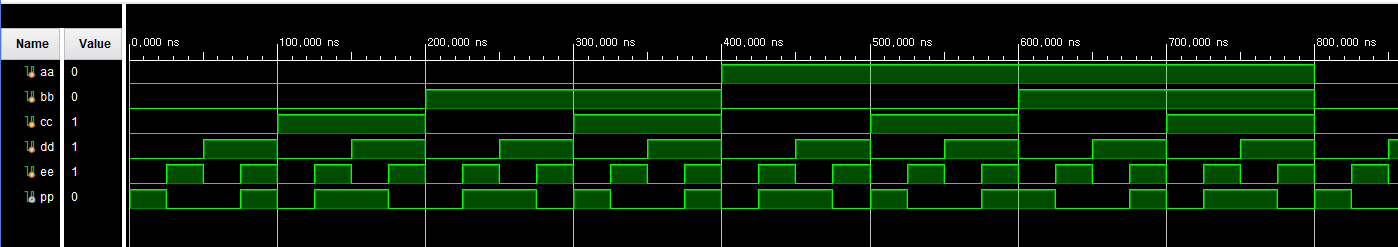 Name Value 0,000 ns 100,000 ns 200,000 ns 300,000 ns 400,000 ns 500,000 ns 600,000 ns 700,000 ns 800,000 ns
aa 0
bb 0
cc 1
dd 1
ee 1
pp 0